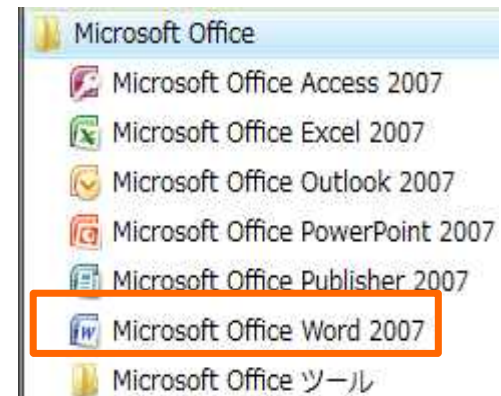 Microsoft Office
Microsoft Office Access 2007
Microsoft Office Excel 2007
Microsoft Office Outlook 2007
Microsoft Office PowerPoint 2007
Microsoft Office Publisher 2007
Microsoft Office Word 2007
Microsoft Office ツール